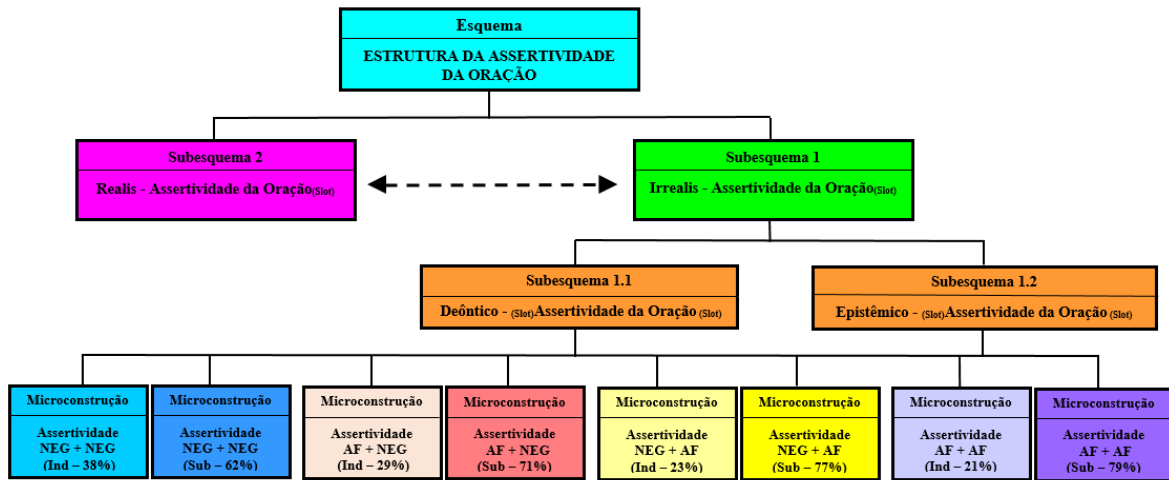 Esquema
ESTRUTURA DA ASSERTIVIDADE
DA ORAÇÃO
Subesquema 2
Realis - Assertividade da Oração(Slot)
Subesquema 1
Irrealis - Assertividade da Oração(Slot)
Subesquema 1.1
Deôntico - (Slot)Assertividade da Oração (Slot)
Subesquema 1.2
Epistêmico - (Slot)Assertividade da Oração (Slot)
Microconstrução
Assertividade
NEG + NEG
(Ind – 38%)
Microconstrução
Assertividade
NEG + NEG
(Sub – 62%)
Microconstrução
Assertividade
AF + NEG
(Ind – 29%)
Microconstrução
Assertividade
AF + NEG
(Sub – 71%)
Microconstrução
Assertividade
NEG + AF
(Ind – 23%)
Microconstrução
Assertividade
NEG + AF
(Sub – 77%)
Microconstrução
Assertividade
AF + AF
(Ind – 21%)
Microconstrução
Assertividade
AF + AF
(Sub – 79%)